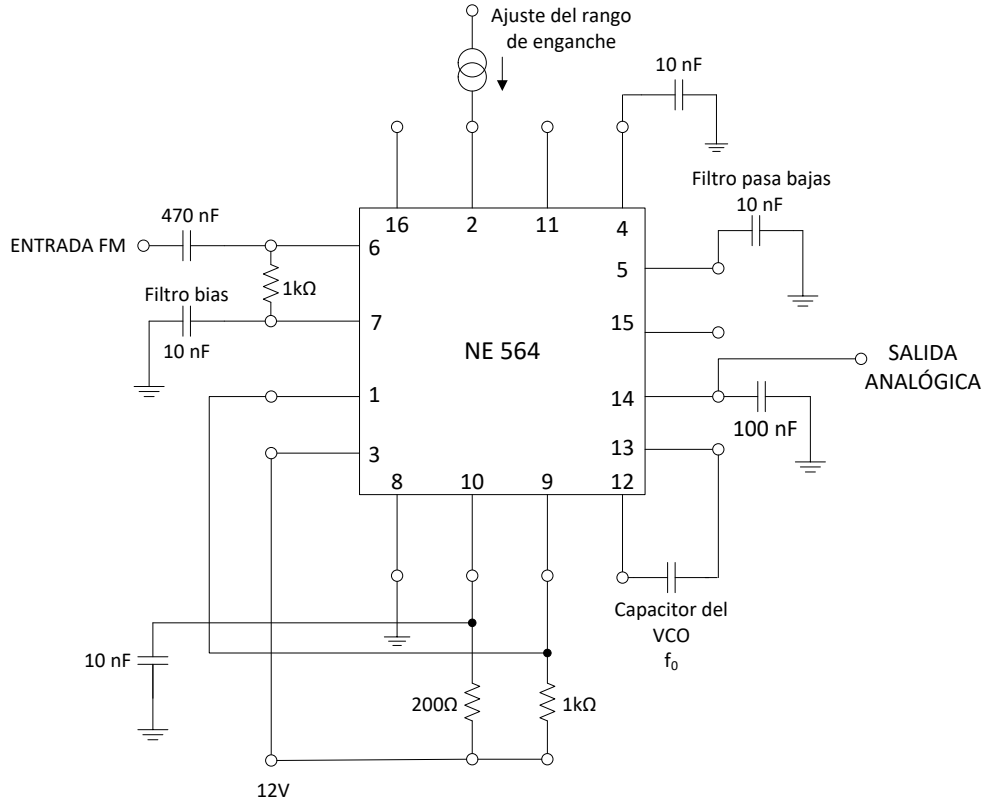 Ajuste del rango
de enganche
10 nF
Filtro pasa bajas
10 nF
470 nF
16
2
11
4
ENTRADA FM
6
5
1kΩ
Filtro bias
7
15
10 nF
NE 564
SALIDA
ANALÓGICA
1
14
100 nF
3
13
8
10
9
12
Capacitor del
VCO
f₀
10 nF
200Ω
1kΩ
12V